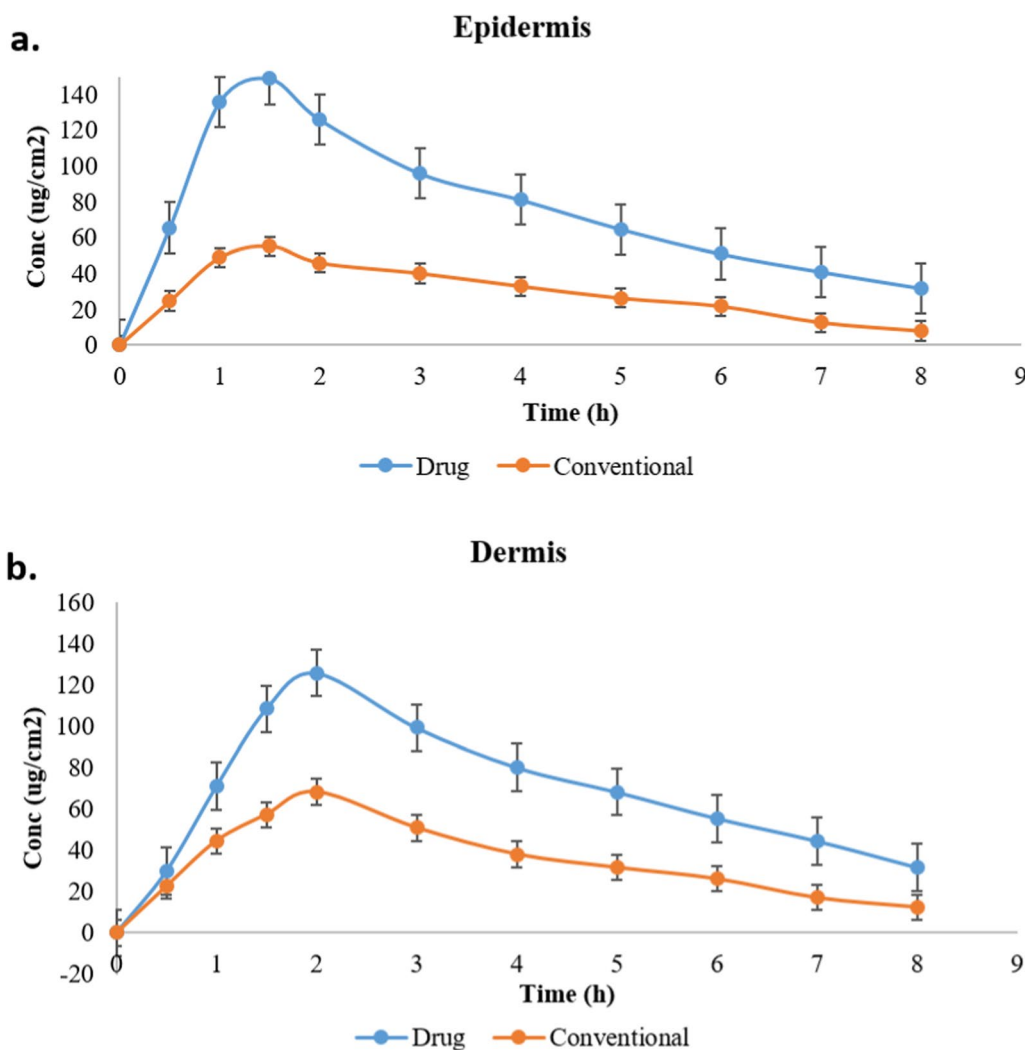 a.
Epidermis
Conc (ug/cm2)
140
120
100
80
60
40
20
0
0 1 2 3 4 5 6 7 8 9
Time (h)
Drug Conventional
b.
Dermis
Conc (ug/cm2)
160
140
120
100
80
60
40
20
0
-20
0 1 2 3 4 5 6 7 8 9
Time (h)
Drug Conventional